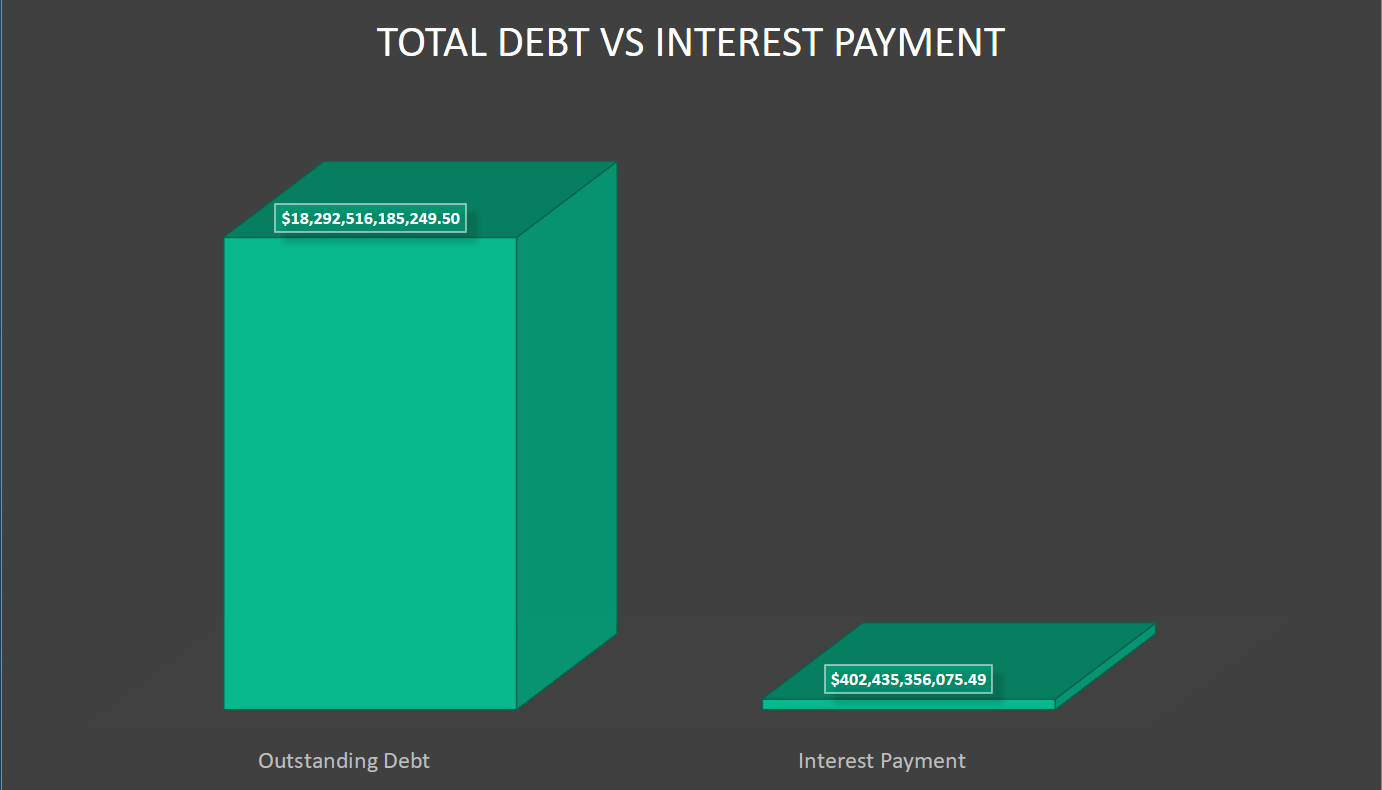 TOTAL DEBT VS INTEREST PAYMENT
$18,292,516,185,249.50
$402,435,356,075.49
Outstanding Debt
Interest Payment